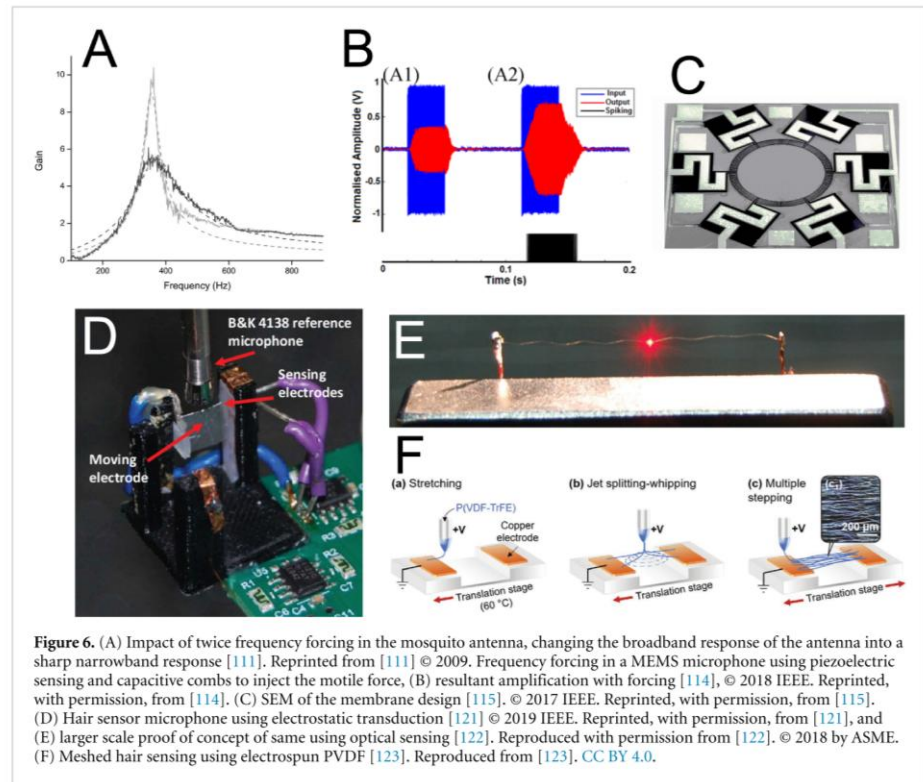 A
10
8
6
4
2
0
Gain
200
400
600
800
Frequency (Hz)
B
(A1)
(A2)
Input
Output
Spiking
1
0.5
0
-0.5
-1
Normalised Amplitude (V)
0
0.1
0.2
Time (s)
C
D
B&K 4138 reference
microphone
Sensing
electrodes
Moving
electrode
R3
R2
C7
R1
U5
C6
C4
E
F
(a) Stretching
P(VDF-TrFE)
+V
Copper
electrode
Translation stage
(60 °C)
(b) Jet splitting-whipping
+V
Translation stage
(c) Multiple
stepping
+V
(c₁)
200 µm
Translation stage
Figure 6. (A) Impact of twice frequency forcing in the mosquito antenna, changing the broadband response of the antenna into a
sharp narrowband response [111]. Reprinted from [111] © 2009. Frequency forcing in a MEMS microphone using piezoelectric
sensing and capacitive combs to inject the motile force, (B) resultant amplification with forcing [114], © 2018 IEEE. Reprinted,
with permission, from [114]. (C) SEM of the membrane design [115]. © 2017 IEEE. Reprinted, with permission, from [115].
(D) Hair sensor microphone using electrostatic transduction [121] © 2019 IEEE. Reprinted, with permission, from [121], and
(E) larger scale proof of concept of same using optical sensing [122]. Reproduced with permission from [122]. © 2018 by ASME.
(F) Meshed hair sensing using electrospun PVDF [123]. Reproduced from [123]. CC BY 4.0.